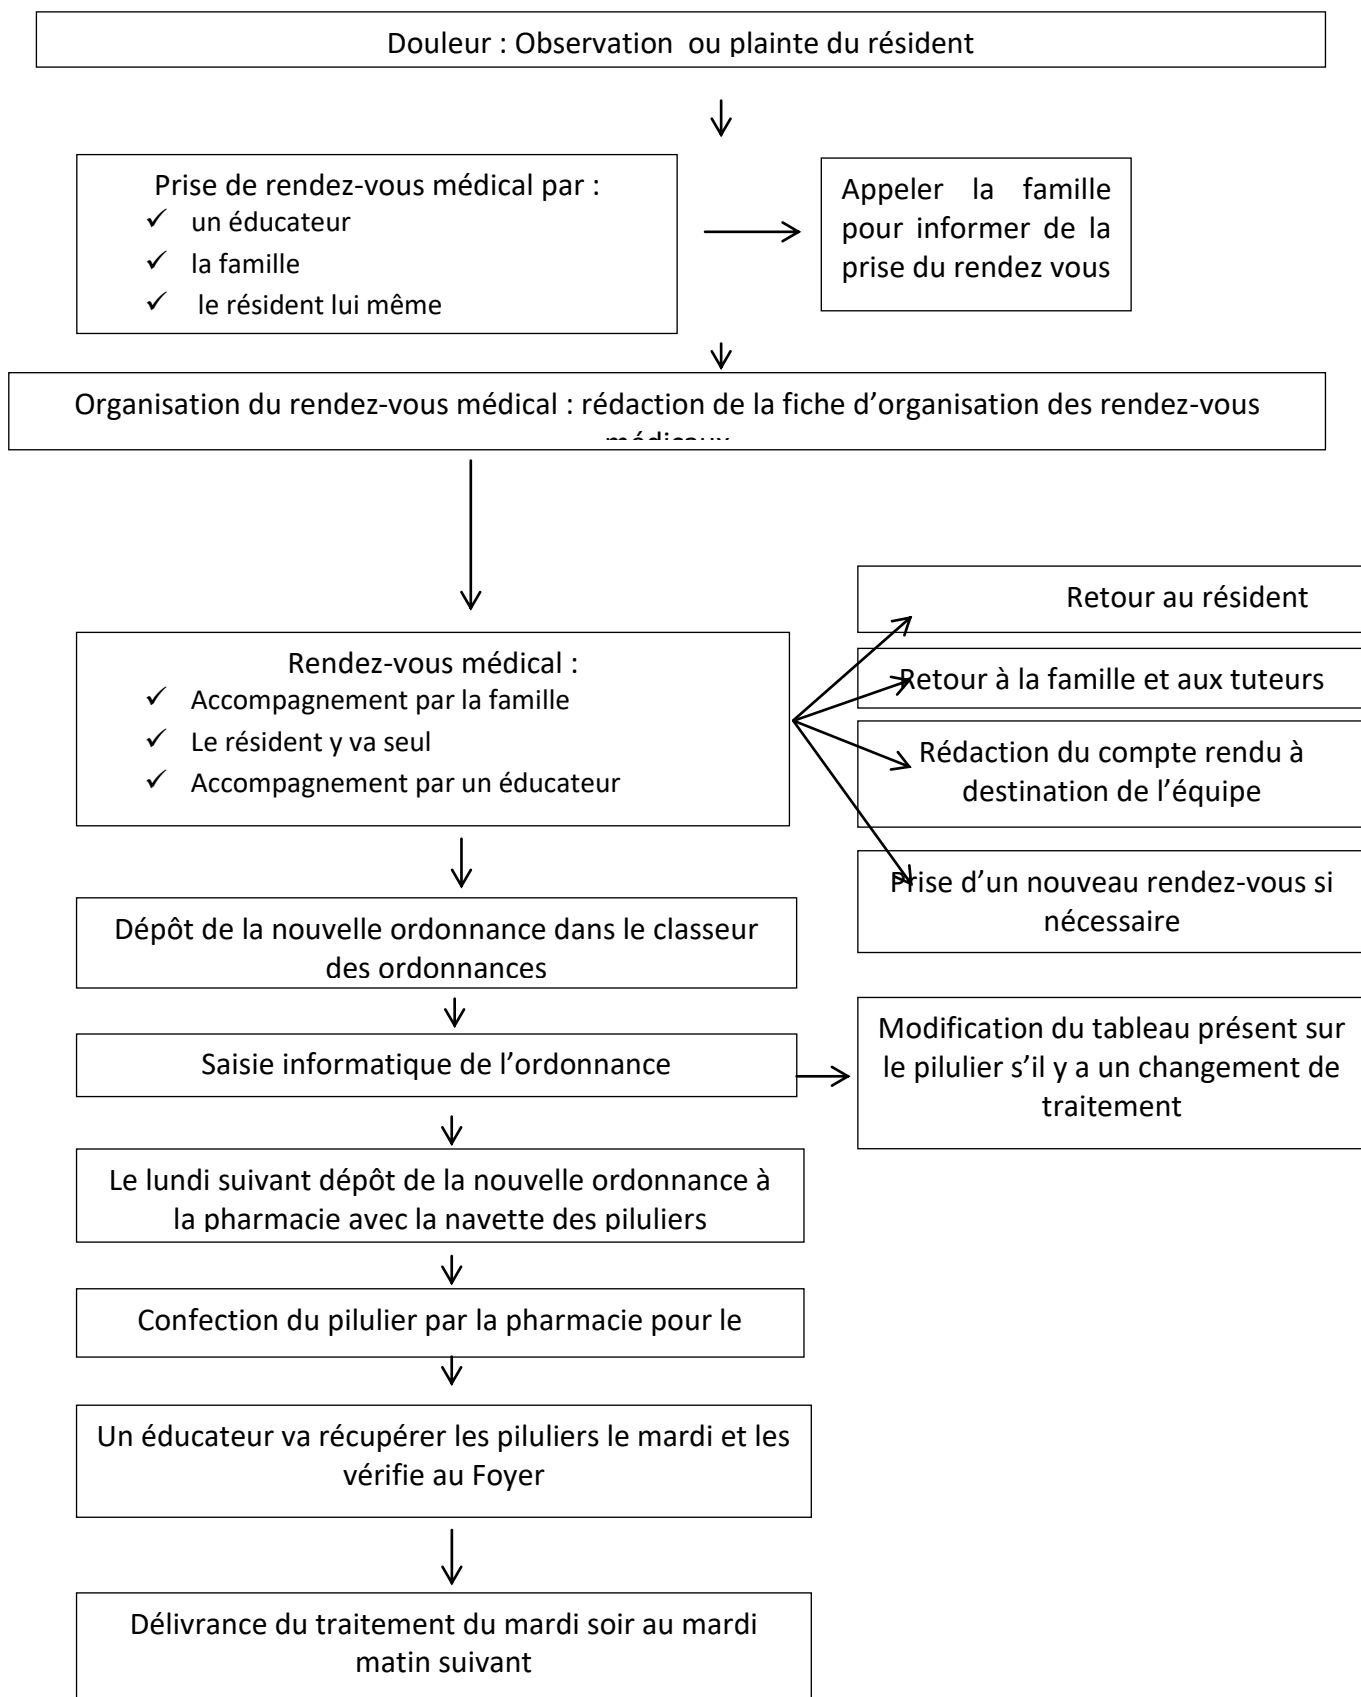 Douleur : Observation ou plainte du résident
Prise de rendez-vous médical par :
✓ un éducateur
✓ la famille
✓ le résident lui même
Appeler la famille
pour informer de la
prise du rendez vous
Organisation du rendez-vous médical : rédaction de la fiche d’organisation des rendez-vous
médicaux
Rendez-vous médical :
✓ Accompagnement par la famille
✓ Le résident y va seul
✓ Accompagnement par un éducateur
Retour au résident
Retour à la famille et aux tuteurs
Rédaction du compte rendu à
destination de l’équipe
Prise d’un nouveau rendez-vous si
nécessaire
Dépôt de la nouvelle ordonnance dans le classeur
des ordonnances
Saisie informatique de l’ordonnance
Modification du tableau présent sur
le pilulier s’il y a un changement de
traitement
Le lundi suivant dépôt de la nouvelle ordonnance à
la pharmacie avec la navette des piluliers
Confection du pilulier par la pharmacie pour le
Un éducateur va récupérer les piluliers le mardi et les
vérifie au Foyer
Délivrance du traitement du mardi soir au mardi
matin suivant